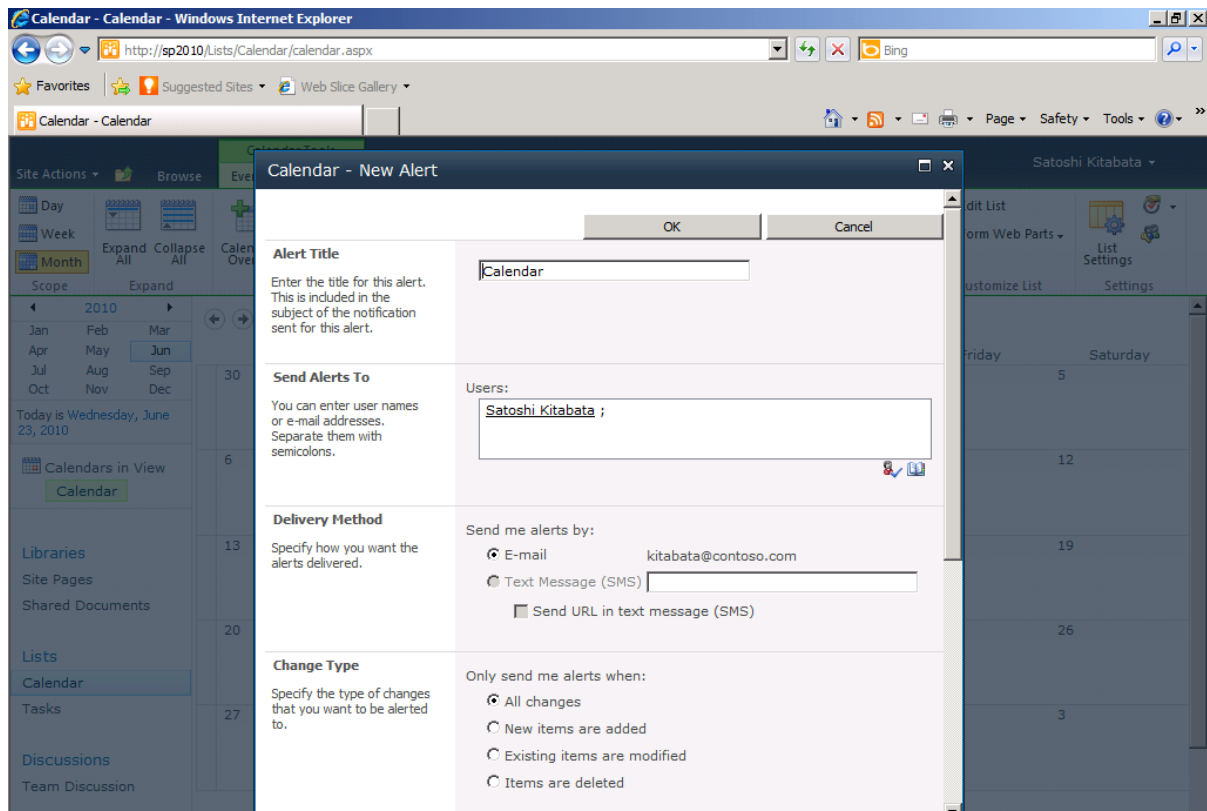 Calendar - Calendar - Windows Internet Explorer
http://sp2010/Lists/Calendar/calendar.aspx
Bing
Favorites
Suggested Sites
Web Slice Gallery
Calendar - Calendar
Page
Safety
Tools
»
Calendar Tools
Site Actions
Browse
Eve
Satoshi Kitabata
Day
Week
Month
Scope
Expand All
Collapse All
Expand
Calen
Ove
dit List
orm Web Parts
ustomize List
List Settings
Settings
2010
Jan Feb Mar
Apr May Jun
Jul Aug Sep
Oct Nov Dec
Today is Wednesday, June
23, 2010
Calendars in View
Calendar
Libraries
Site Pages
Shared Documents
Lists
Calendar
Tasks
Discussions
Team Discussion
riday
Saturday
30
5
6
12
13
19
20
26
27
3
Calendar - New Alert
OK
Cancel
Alert Title
Enter the title for this alert.
This is included in the
subject of the notification
sent for this alert.
Calendar
Send Alerts To
You can enter user names
or e-mail addresses.
Separate them with
semicolons.
Users:
Satoshi Kitabata ;
Delivery Method
Specify how you want the
alerts delivered.
Send me alerts by:
E-mail kitabata@contoso.com
Text Message (SMS)
Send URL in text message (SMS)
Change Type
Specify the type of changes
that you want to be alerted
to.
Only send me alerts when:
All changes
New items are added
Existing items are modified
Items are deleted